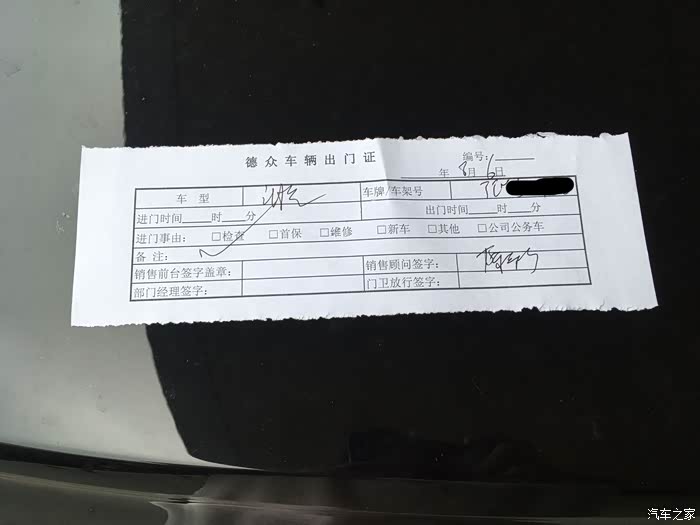 德众车辆出门证
编号:
年 8月6日
车 型 车牌/车架号
进门时间 时 分 出门时间 时 分
进门事由: □检查 □首保 □维修 □新车 □其他 □公司公务车
备 注:
销售前台签字盖章: 销售顾问签字:
部门经理签字: 门卫放行签字:
汽车之家